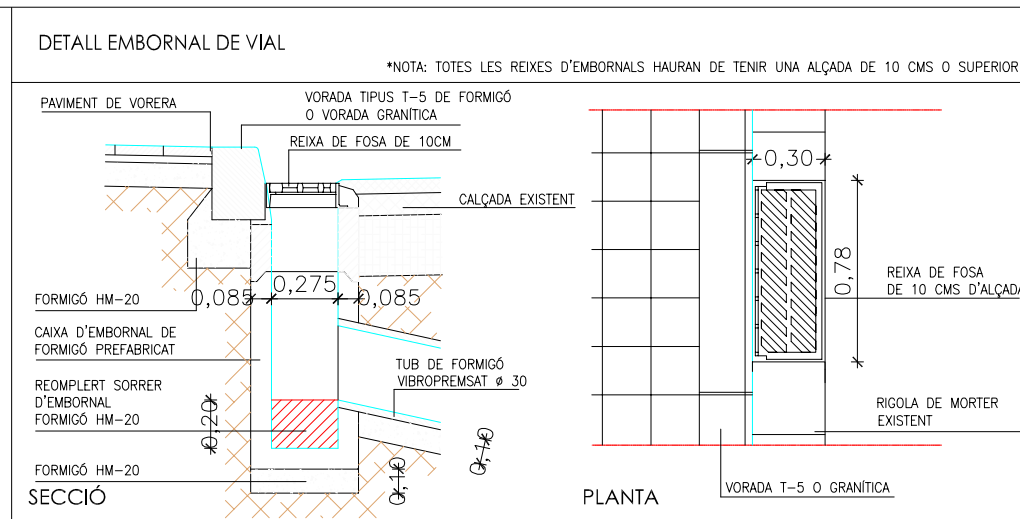 DETALL EMBORNAL DE VIAL
*NOTA: TOTES LES REIXES D'EMBORNALS HAURAN DE TENIR UNA ALÇADA DE 10 CMS O SUPERIOR
PAVIMENT DE VORERA
VORADA TIPUS T-5 DE FORMIGÓ
O VORADA GRANÍTICA
REIXA DE FOSA DE 10CM
CALÇADA EXISTENT
FORMIGÓ HM-20
0,085
0,275
0,085
CAIXA D'EMBORNAL DE
FORMIGÓ PREFABRICAT
REOMPLERT SORRER
D'EMBORNAL
FORMIGÓ HM-20
0,20
TUB DE FORMIGÓ
VIBROPREMSAT ø 30
0,10
FORMIGÓ HM-20
0,10
SECCIÓ
0,30
0,78
REIXA DE FOSA
DE 10 CMS D'ALÇADA
RIGOLA DE MORTER
EXISTENT
VORADA T-5 O GRANÍTICA
PLANTA